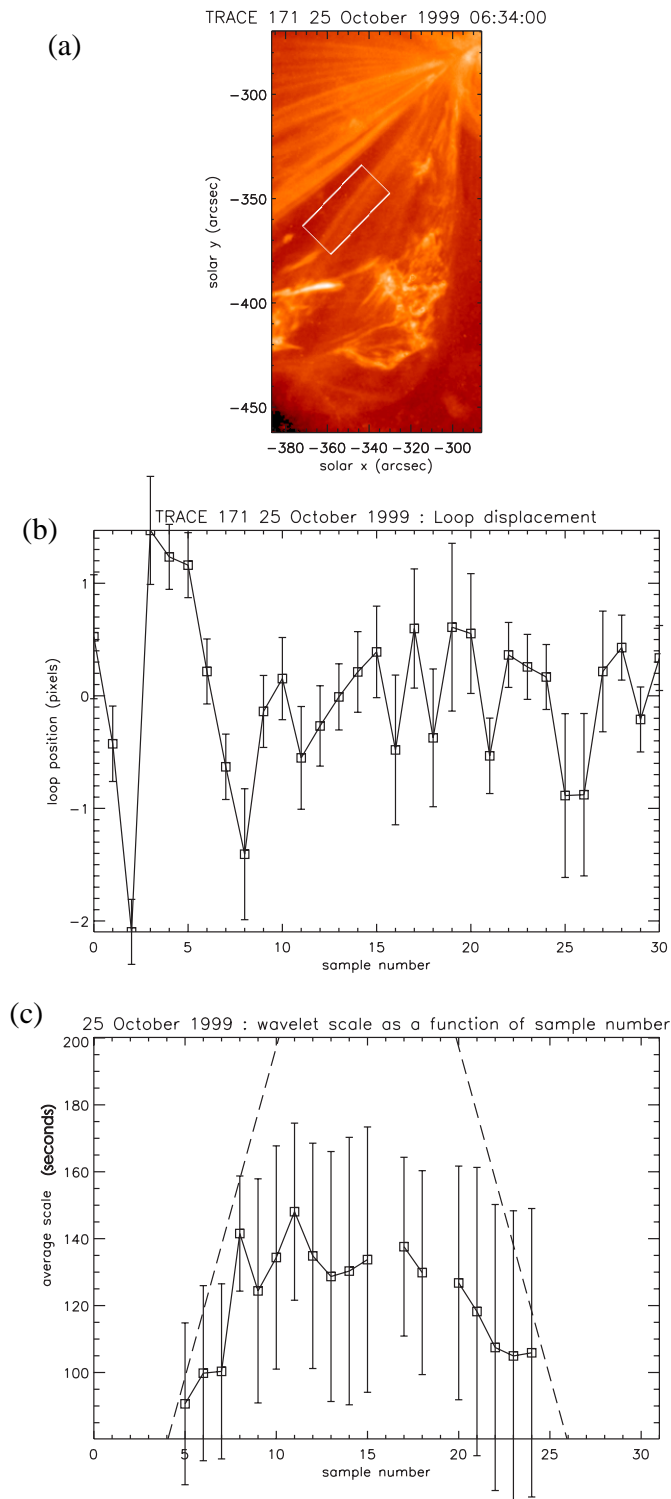 TRACE 171 25 October 1999 06:34:00
(a)
−300
−350
−400
−450
solar y (arcsec)
−380 −360 −340 −320 −300
solar x (arcsec)
(b)
TRACE 171 25 October 1999 : Loop displacement
1
0
−1
−2
loop position (pixels)
0 5 10 15 20 25 30
sample number
(c)
25 October 1999 : wavelet scale as a function of sample number
200
180
160
140
120
100
average scale (seconds)
0 5 10 15 20 25 30
sample number